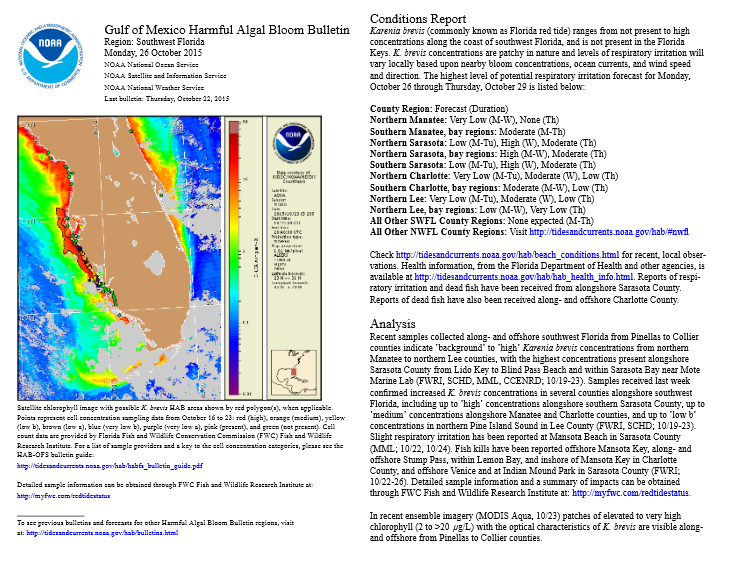 Gulf of Mexico Harmful Algal Bloom Bulletin
Region: Southwest Florida
Monday, 26 October 2015
NOAA National Ocean Service
NOAA Satellite and Information Service
NOAA National Weather Service
Last bulletin: Thursday, October 22, 2015
NOAA
NOAA
Satellite chlorophyll image with possible K. brevis HAB areas shown by red polygon(s), when applicable.
Points represent cell concentration sampling data from October 16 to 23: red (high), orange (medium), yellow
(low b), brown (low a), blue (very low b), purple (very low a), pink (present), and green (not present). Cell
count data are provided by Florida Fish and Wildlife Conservation Commission (FWC) Fish and Wildlife
Research Institute. For a list of sample providers and a key to the cell concentration categories, please see the
HAB-OFS bulletin guide:
http://tidesandcurrents.noaa.gov/hab/habfs_bulletin_guide.pdf
Detailed sample information can be obtained through FWC Fish and Wildlife Research Institute at:
http://myfwc.com/redtidestatus
To see previous bulletins and forecasts for other Harmful Algal Bloom Bulletin regions, visit
at: http://tidesandcurrents.noaa.gov/hab/bulletins.html
Conditions Report
Karenia brevis (commonly known as Florida red tide) ranges from not present to high
concentrations along the coast of southwest Florida, and is not present in the Florida
Keys. K. brevis concentrations are patchy in nature and levels of respiratory irritation will
vary locally based upon nearby bloom concentrations, ocean currents, and wind speed
and direction. The highest level of potential respiratory irritation forecast for Monday,
October 26 through Thursday, October 29 is listed below:
County Region: Forecast (Duration)
Northern Manatee: Very Low (M-W), None (Th)
Southern Manatee, bay regions: Moderate (M-Th)
Northern Sarasota: Low (M-Tu), High (W), Moderate (Th)
Northern Sarasota, bay regions: High (M-W), Moderate (Th)
Southern Sarasota: Low (M-Tu), High (W), Moderate (Th)
Northern Charlotte: Very Low (M-Tu), Moderate (W), Low (Th)
Southern Charlotte, bay regions: Moderate (M-W), Low (Th)
Northern Lee: Very Low (M-Tu), Moderate (W), Low (Th)
Northern Lee, bay regions: Low (M-W), Very Low (Th)
All Other SWFL County Regions: None expected (M-Th)
All Other NWFL County Regions: Visit http://tidesandcurrents.noaa.gov/hab/#nwfl
Check http://tidesandcurrents.noaa.gov/hab/beach_conditions.html for recent, local obser-
vations. Health information, from the Florida Department of Health and other agencies, is
available at http://tidesandcurrents.noaa.gov/hab/hab_health_info.html. Reports of respi-
ratory irritation and dead fish have been received from alongshore Sarasota County.
Reports of dead fish have also been received along- and offshore Charlotte County.
Analysis
Recent samples collected along- and offshore southwest Florida from Pinellas to Collier
counties indicate "background" to "high" Karenia brevis concentrations from northern
Manatee to northern Lee counties, with the highest concentrations present alongshore
Sarasota County from Lido Key to Blind Pass Beach and within Sarasota Bay near Mote
Marine Lab (FWRI, SCHD, MML, CCENRD; 10/19-23). Samples received last week
confirmed increased K. brevis concentrations in several counties alongshore southwest
Florida, including up to "high" concentrations alongshore southern Sarasota County, up to
"medium" concentrations alongshore Manatee and Charlotte counties, and up to "low b"
concentrations in northern Pine Island Sound in Lee County (FWRI, SCHD; 10/19-23).
Slight respiratory irritation has been reported at Manasota Beach in Sarasota County
(MML; 10/22, 10/24). Fish kills have been reported offshore Manasota Key, along- and
offshore Stump Pass, within Lemon Bay, and inshore of Manasota Key in Charlotte
County, and offshore Venice and at Indian Mound Park in Sarasota County (FWRI;
10/22-26). Detailed sample information and a summary of impacts can be obtained
through FWC Fish and Wildlife Research Institute at: http://myfwc.com/redtidestatus.
In recent ensemble imagery (MODIS Aqua, 10/23) patches of elevated to very high
chlorophyll (2 to >20 μg/L) with the optical characteristics of K. brevis are visible along-
and offshore from Pinellas to Collier counties.